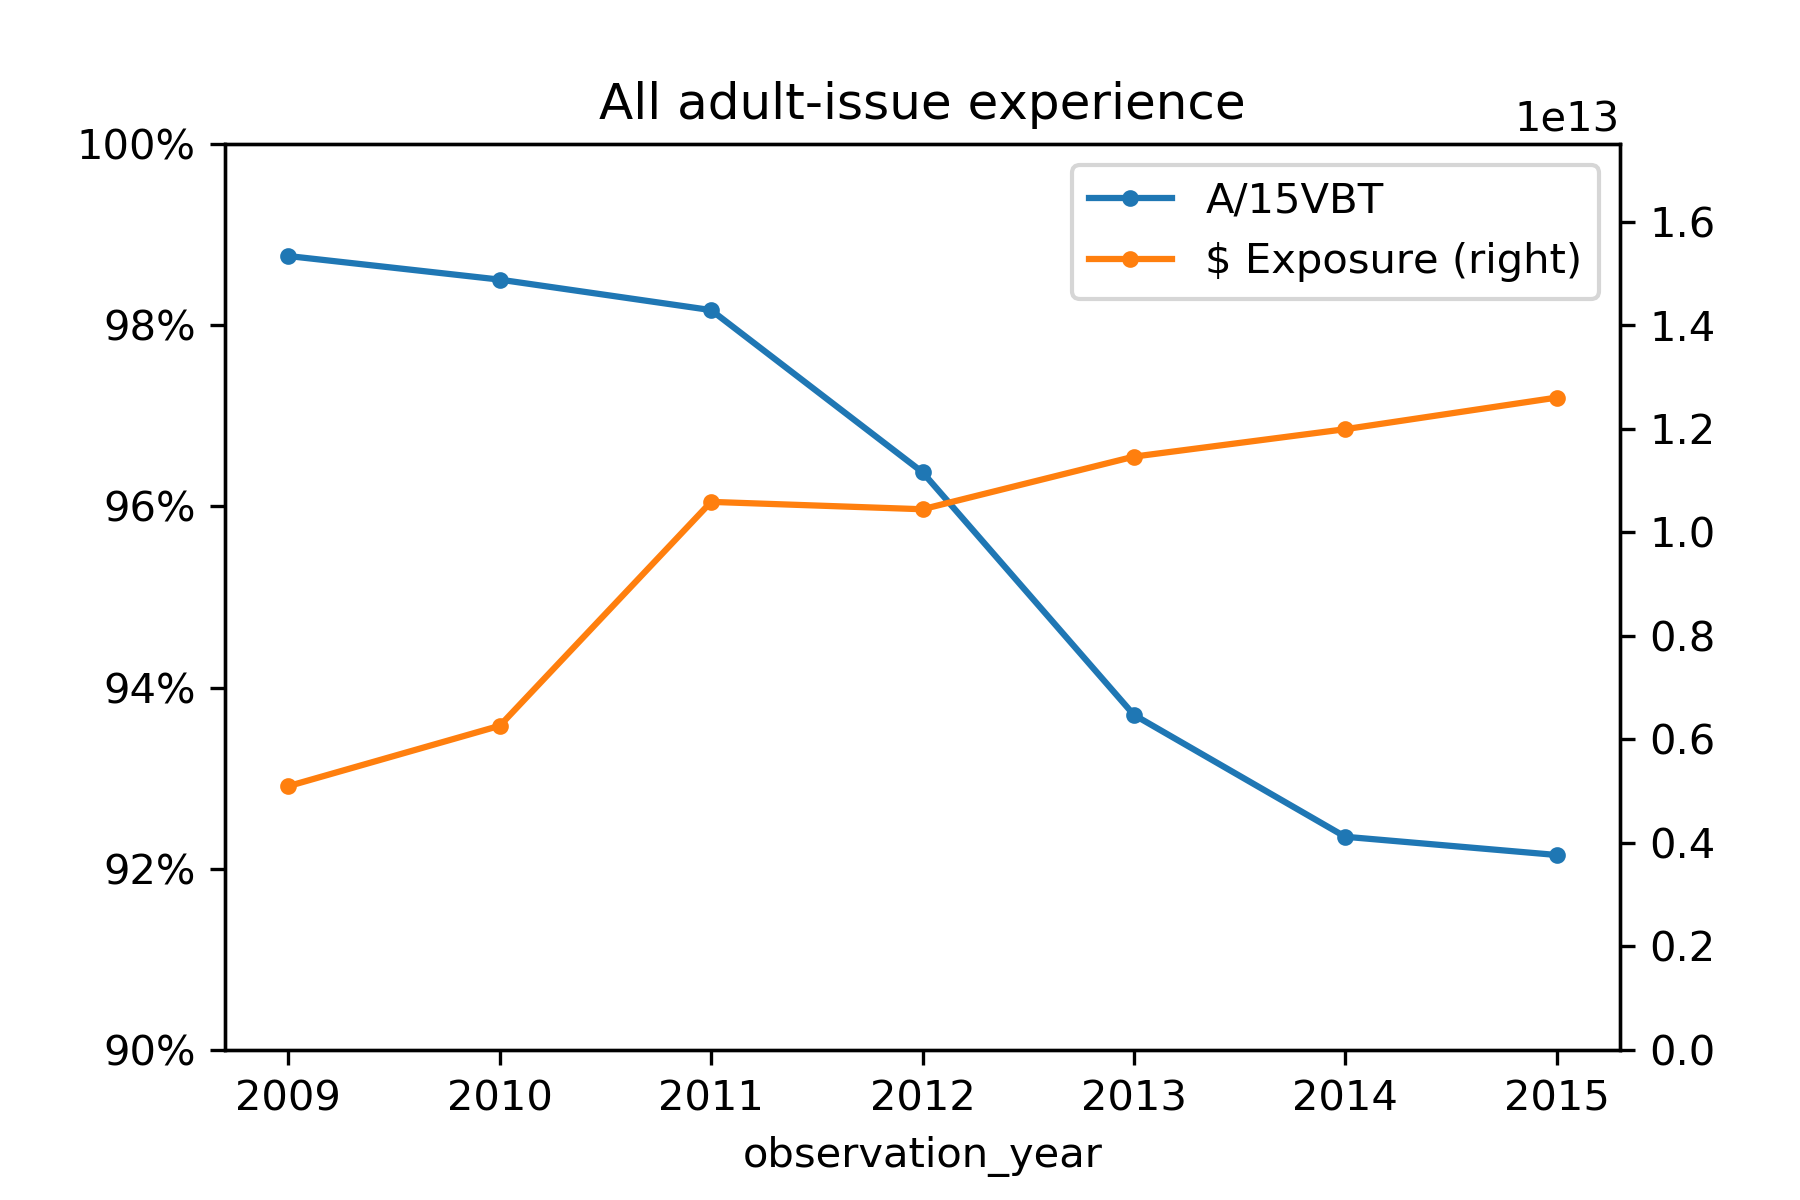 All adult-issue experience
1e13
100%
98%
96%
94%
92%
90%
A/15VBT
$ Exposure (right)
1.6
1.4
1.2
1.0
0.8
0.6
0.4
0.2
0.0
2009 2010 2011 2012 2013 2014 2015
observation_year